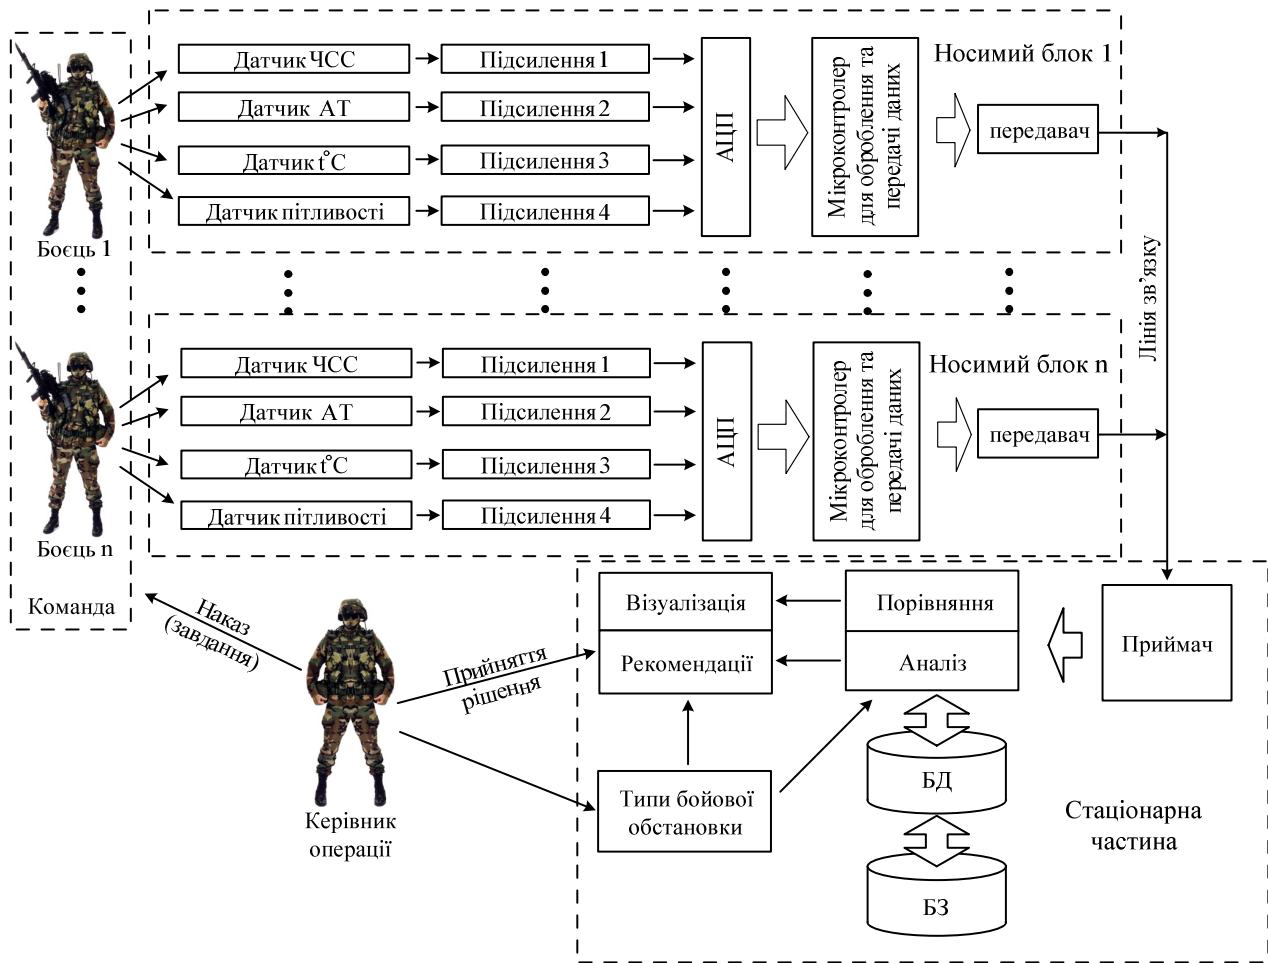 Датчик ЧСС
Підсилення 1
Датчик АТ
Підсилення 2
Датчик t°C
Підсилення 3
Датчик пітливості
Підсилення 4
АЦП
Мікроконтролер
для оброблення та
передачі даних
Носимий блок 1
передавач
Боєць 1
Лінія зв’язку
Датчик ЧСС
Підсилення 1
Датчик АТ
Підсилення 2
Датчик t°C
Підсилення 3
Датчик пітливості
Підсилення 4
АЦП
Мікроконтролер
для оброблення та
передачі даних
Носимий блок n
передавач
Боєць n
Команда
Наказ
(завдання)
Керівник
операції
Прийняття
рішення
Візуалізація
Рекомендації
Порівняння
Аналіз
Приймач
Типи бойової
обстановки
БД
БЗ
Стаціонарна
частина